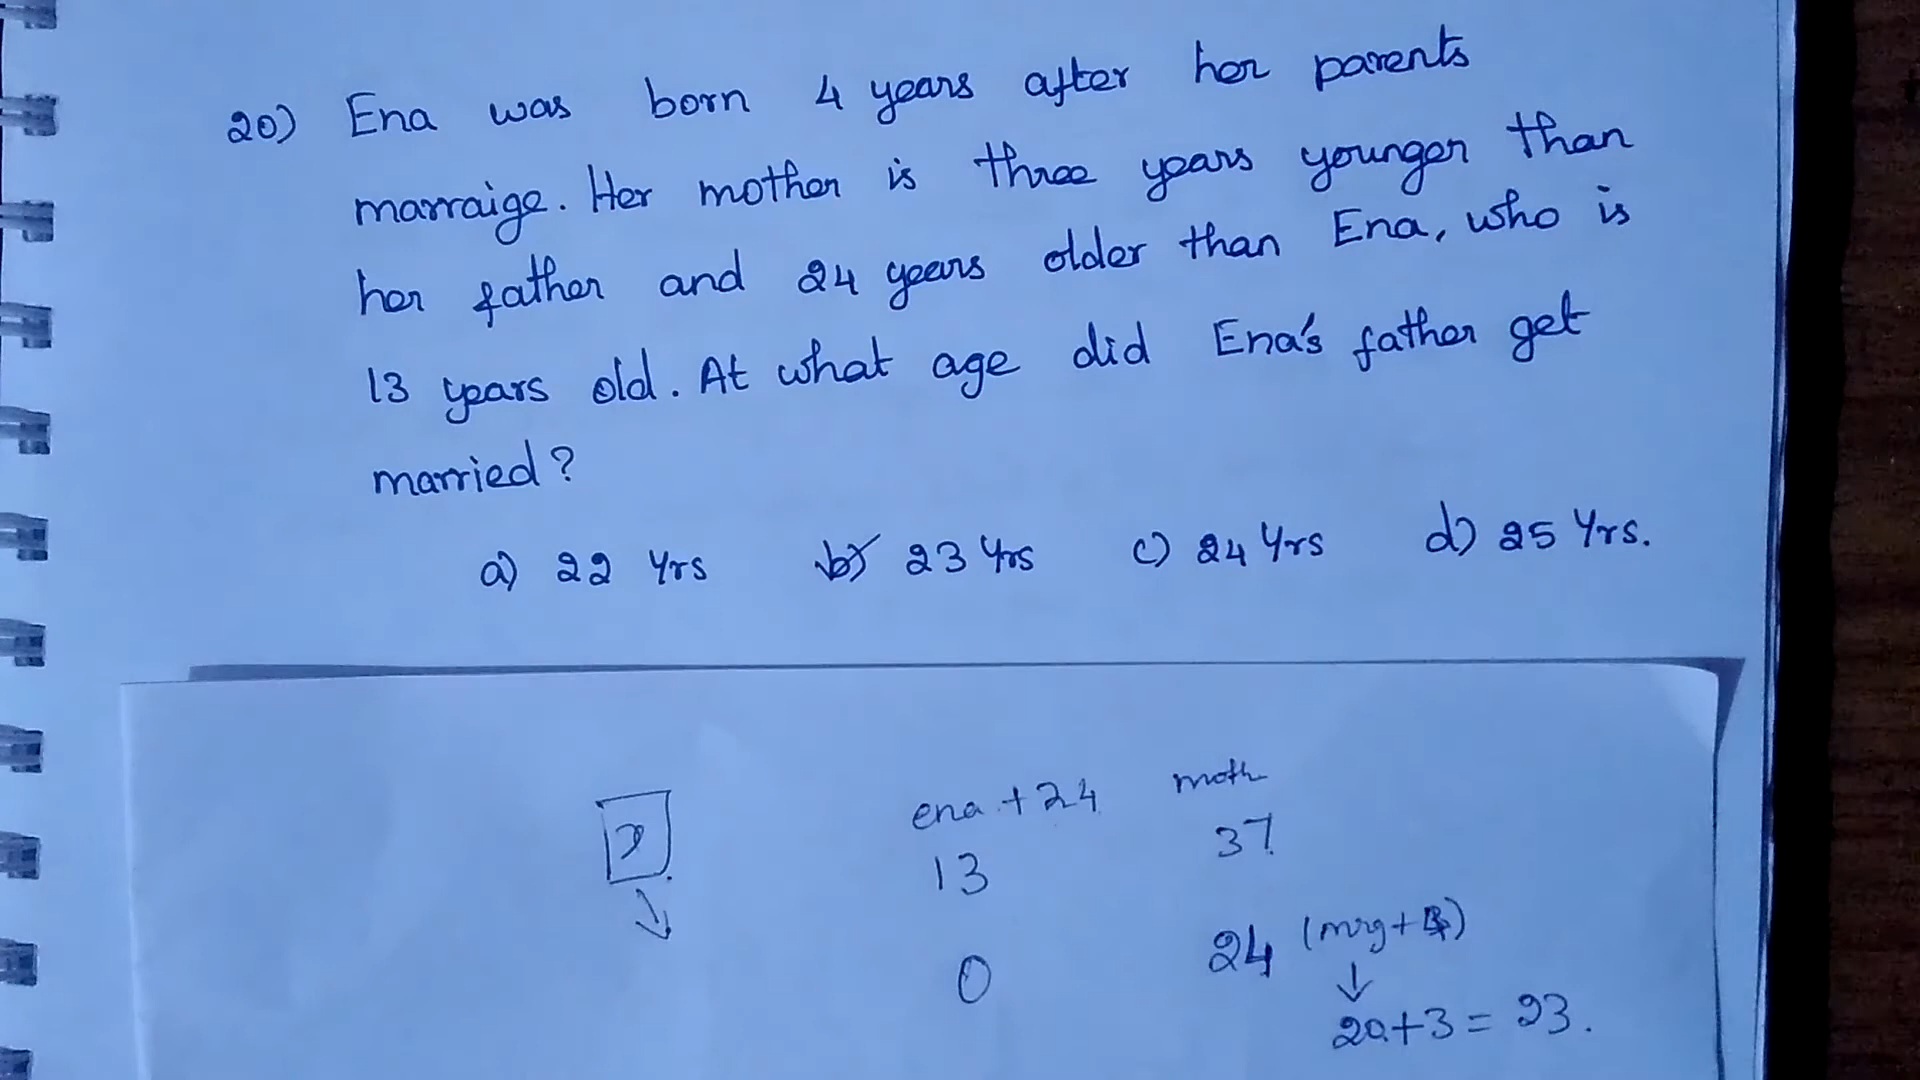 20) Ena was born 4 years after her parents
marraige. Her mother is three years younger than
her father and 24 years older than Ena, who is
13 years old. At what age did Ena's father get
married?
a) 22 Yrs b) 23 Yrs c) 24 Yrs d) 25 Yrs.
ena + 24 moth
13 37
0 24 (mrg+4)
20+3 = 23.